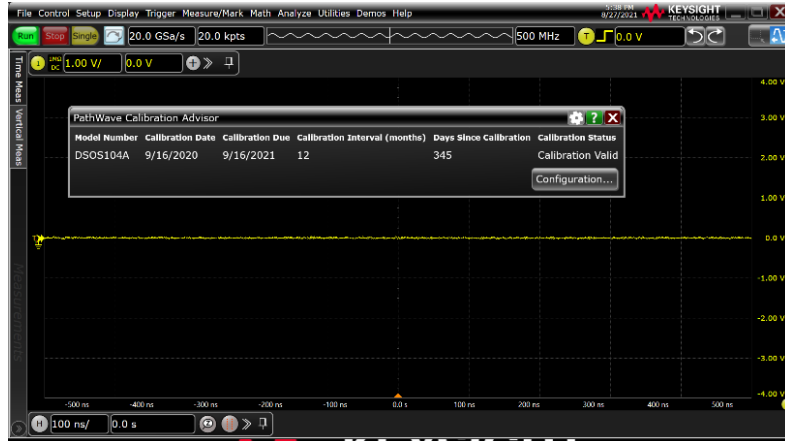 File Control Setup Display Trigger Measure/Mark Math Analyze Utilities Demos Help
5:38 PM
8/27/2021
KEYSIGHT
TECHNOLOGIES
Run Stop Single 20.0 GSa/s 20.0 kpts 500 MHz T 0.0 V
1 1MΩ DC 1.00 V/ 0.0 V
Time Meas
Vertical Meas
Measurements
PathWave Calibration Advisor
Model Number Calibration Date Calibration Due Calibration Interval (months) Days Since Calibration Calibration Status
DSOS104A 9/16/2020 9/16/2021 12 345 Calibration Valid
Configuration...
4.00 V
3.00 V
2.00 V
1.00 V
0.0 V
-1.00 V
-2.00 V
-3.00 V
-4.00 V
-500 ns -400 ns -300 ns -200 ns -100 ns 0.0 s 100 ns 200 ns 300 ns 400 ns 500 ns
H 100 ns/ 0.0 s